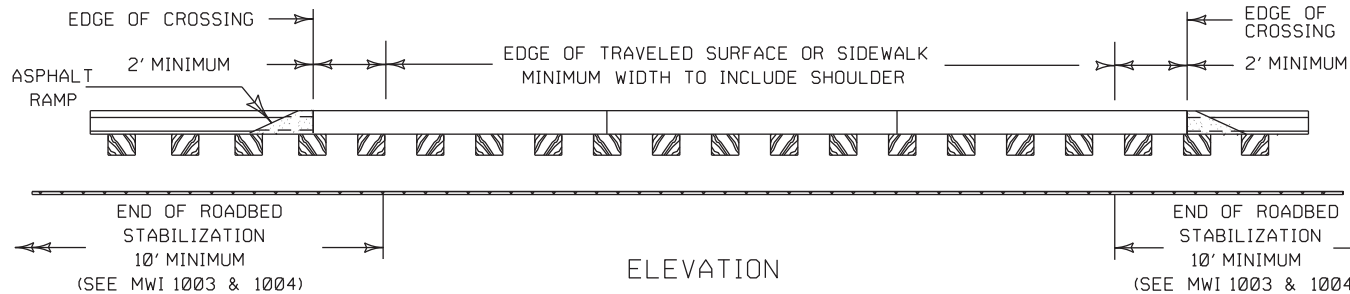 EDGE OF CROSSING
2' MINIMUM
ASPHALT
RAMP
EDGE OF TRAVELED SURFACE OR SIDEWALK
MINIMUM WIDTH TO INCLUDE SHOULDER
EDGE OF
CROSSING
2' MINIMUM
END OF ROADBED
STABILIZATION
10' MINIMUM
(SEE MWI 1003 & 1004)
ELEVATION
END OF ROADBED
STABILIZATION
10' MINIMUM
(SEE MWI 1003 & 1004